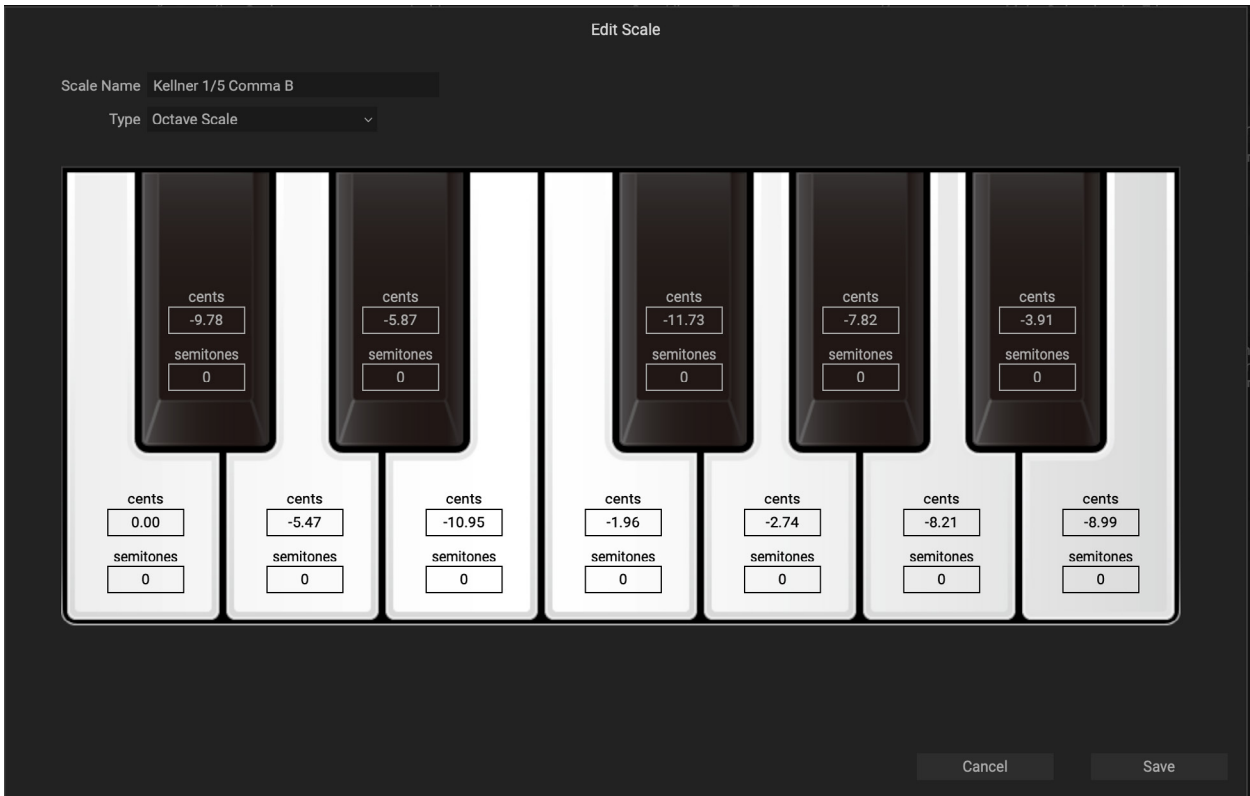 Edit Scale
Scale Name Kellner 1/5 Comma B
Type Octave Scale
cents cents cents cents cents
-9.78 -5.87 -11.73 -7.82 -3.91
semitones semitones semitones semitones semitones
0 0 0 0 0
cents cents cents cents cents cents cents
0.00 -5.47 -10.95 -1.96 -2.74 -8.21 -8.99
semitones semitones semitones semitones semitones semitones semitones
0 0 0 0 0 0 0
Cancel Save